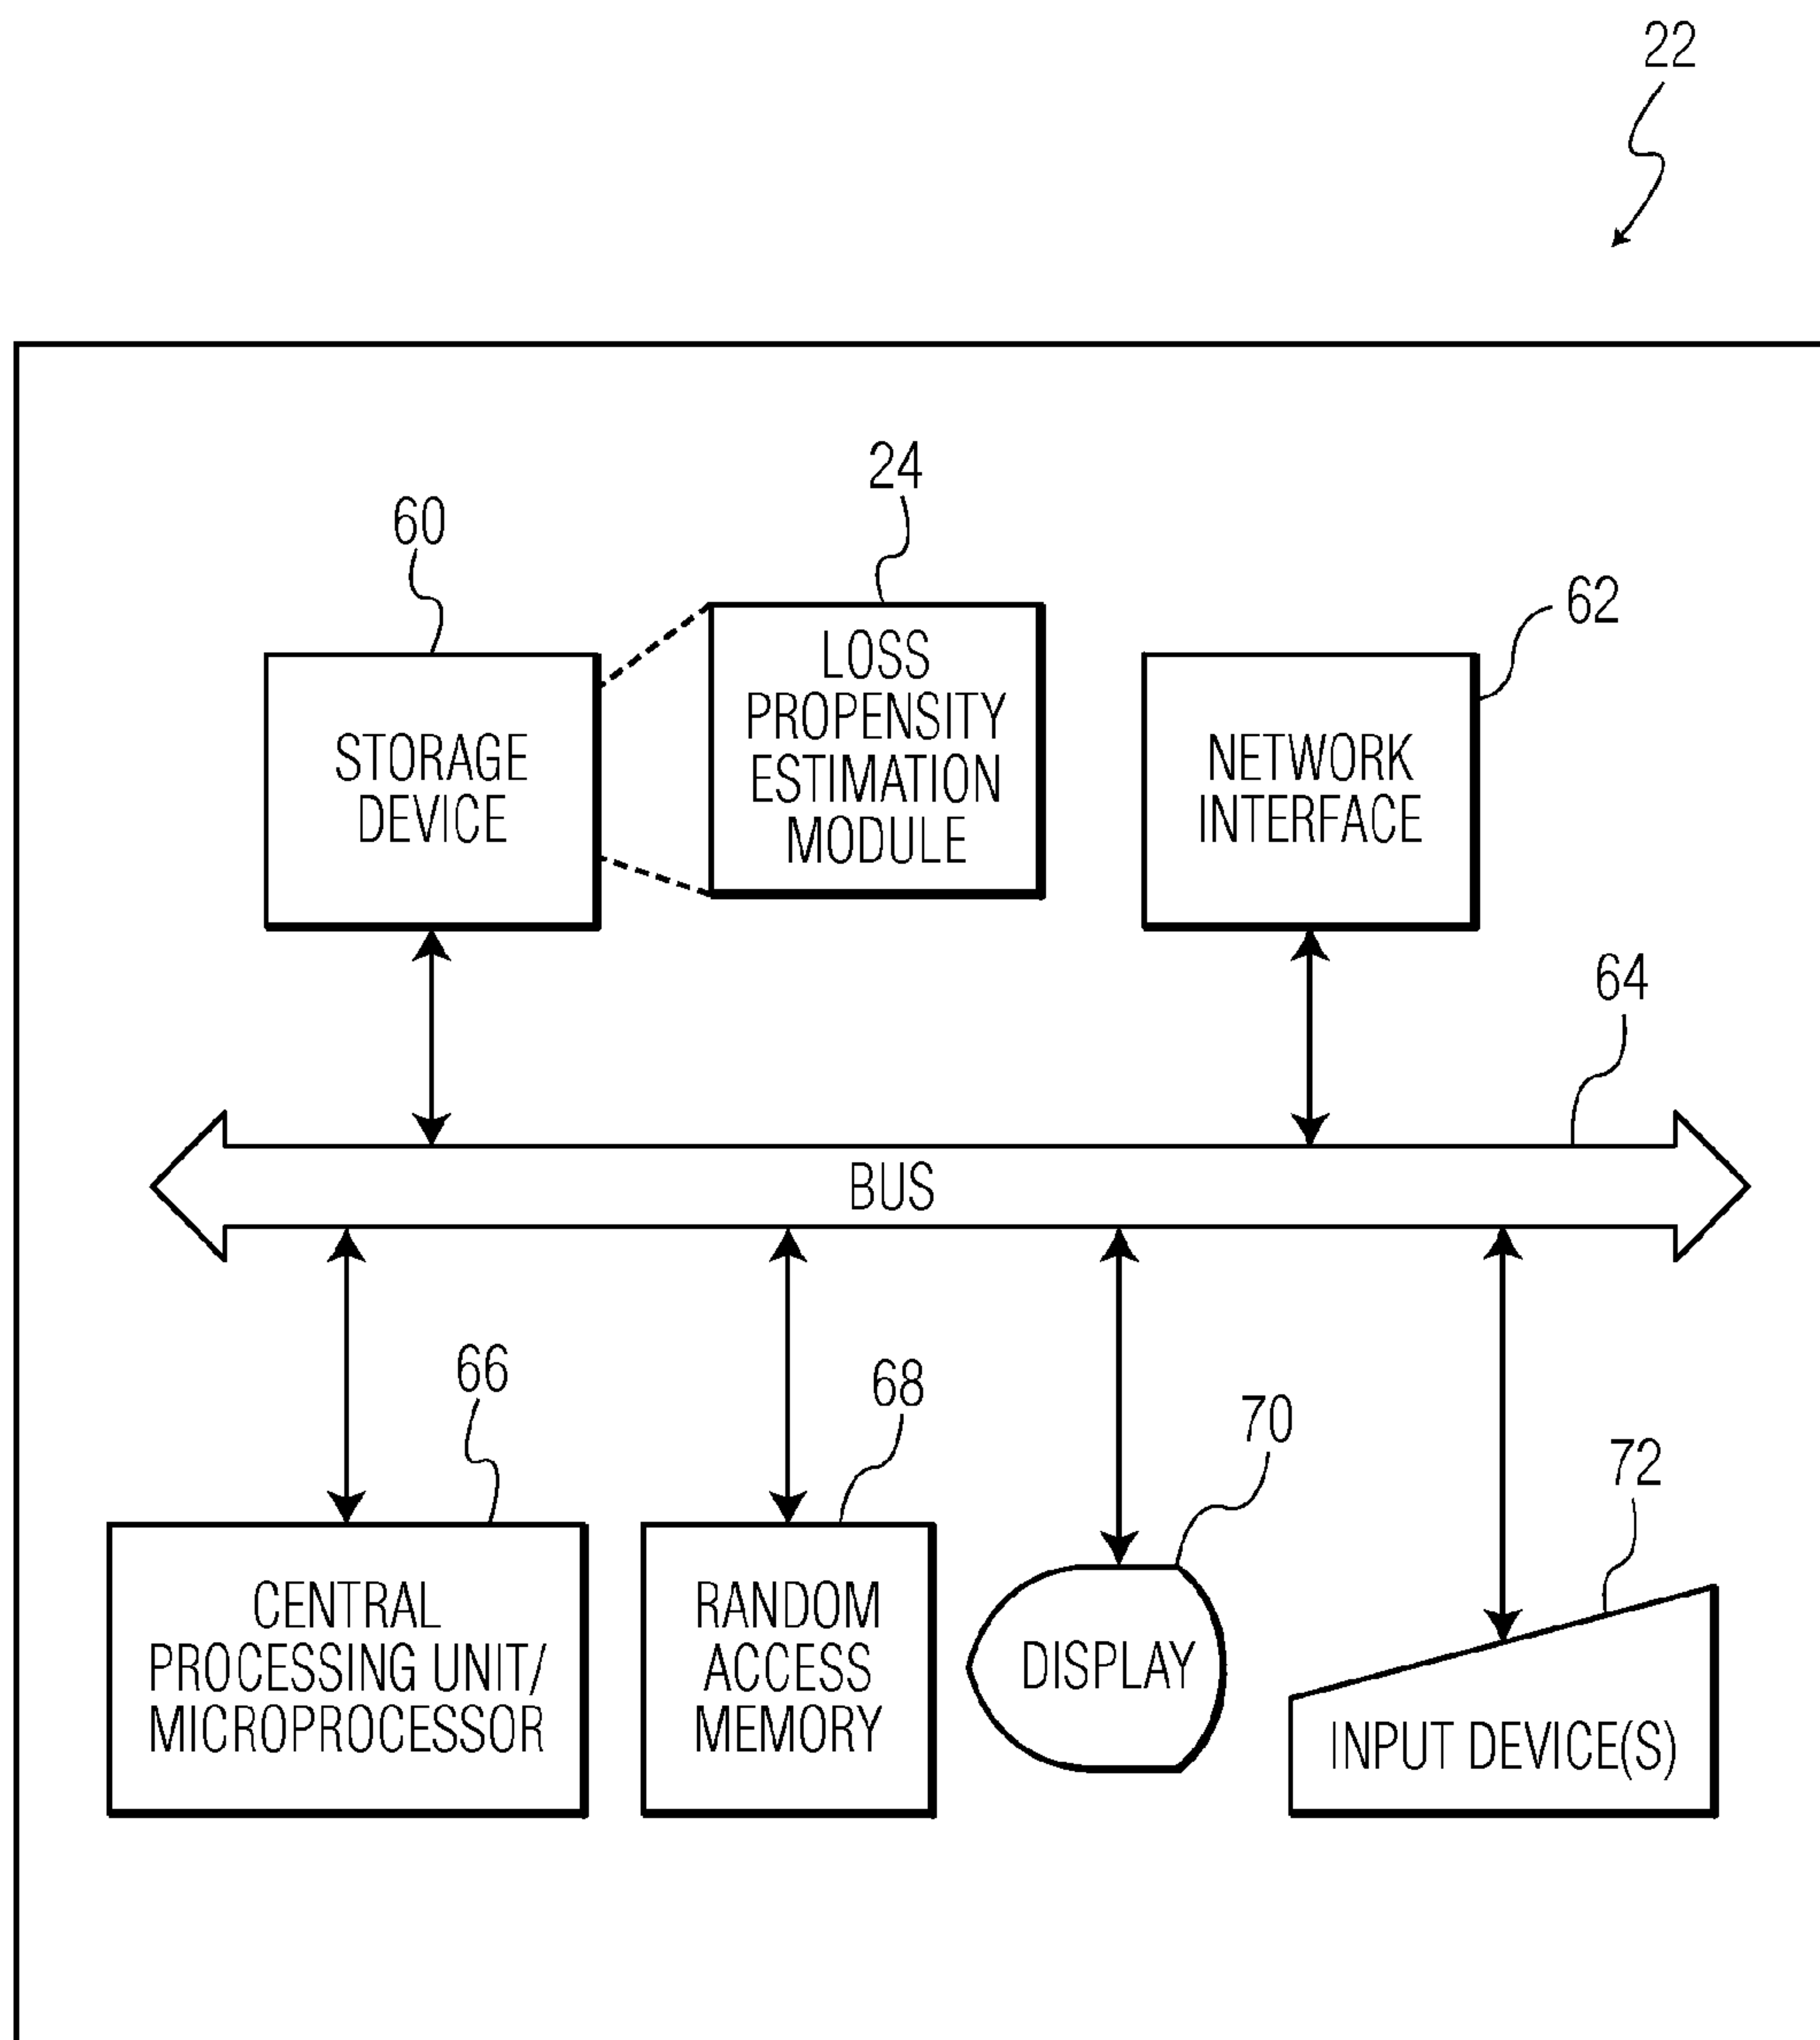 22
24
60
62
LOSS
PROPENSITY
ESTIMATION
MODULE
STORAGE
DEVICE
NETWORK
INTERFACE
64
BUS
66
68
70
72
CENTRAL
PROCESSING UNIT/
MICROPROCESSOR
RANDOM
ACCESS
MEMORY
DISPLAY
INPUT DEVICE(S)